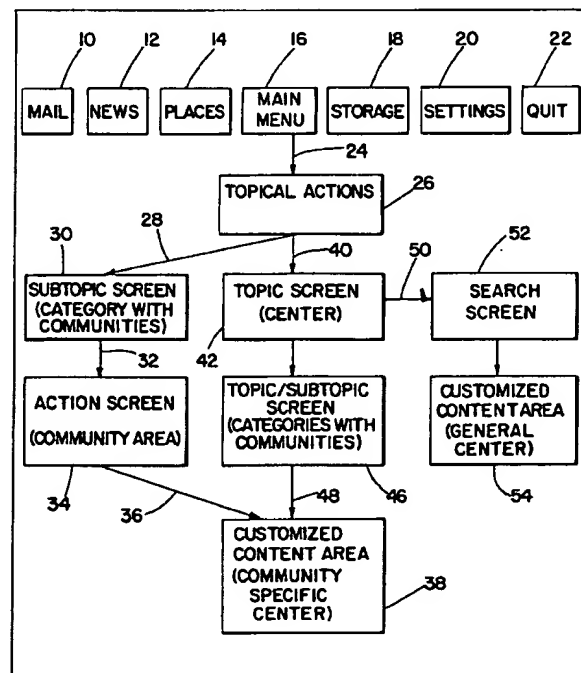 10 12 14 16 18 20 22
MAIL NEWS PLACES MAIN MENU STORAGE SETTINGS QUIT
24
TOPICAL ACTIONS
26
28 40 50 52
30
SUBTOPIC SCREEN
(CATEGORY WITH
COMMUNITIES)
TOPIC SCREEN
(CENTER)
SEARCH
SCREEN
32 42
ACTION SCREEN
(COMMUNITY AREA)
TOPIC/SUBTOPIC
SCREEN
(CATEGORIES WITH
COMMUNITIES)
CUSTOMIZED
CONTENT AREA
(GENERAL
CENTER)
34 36 48 46 54
CUSTOMIZED
CONTENT AREA
(COMMUNITY
SPECIFIC
CENTER)
38